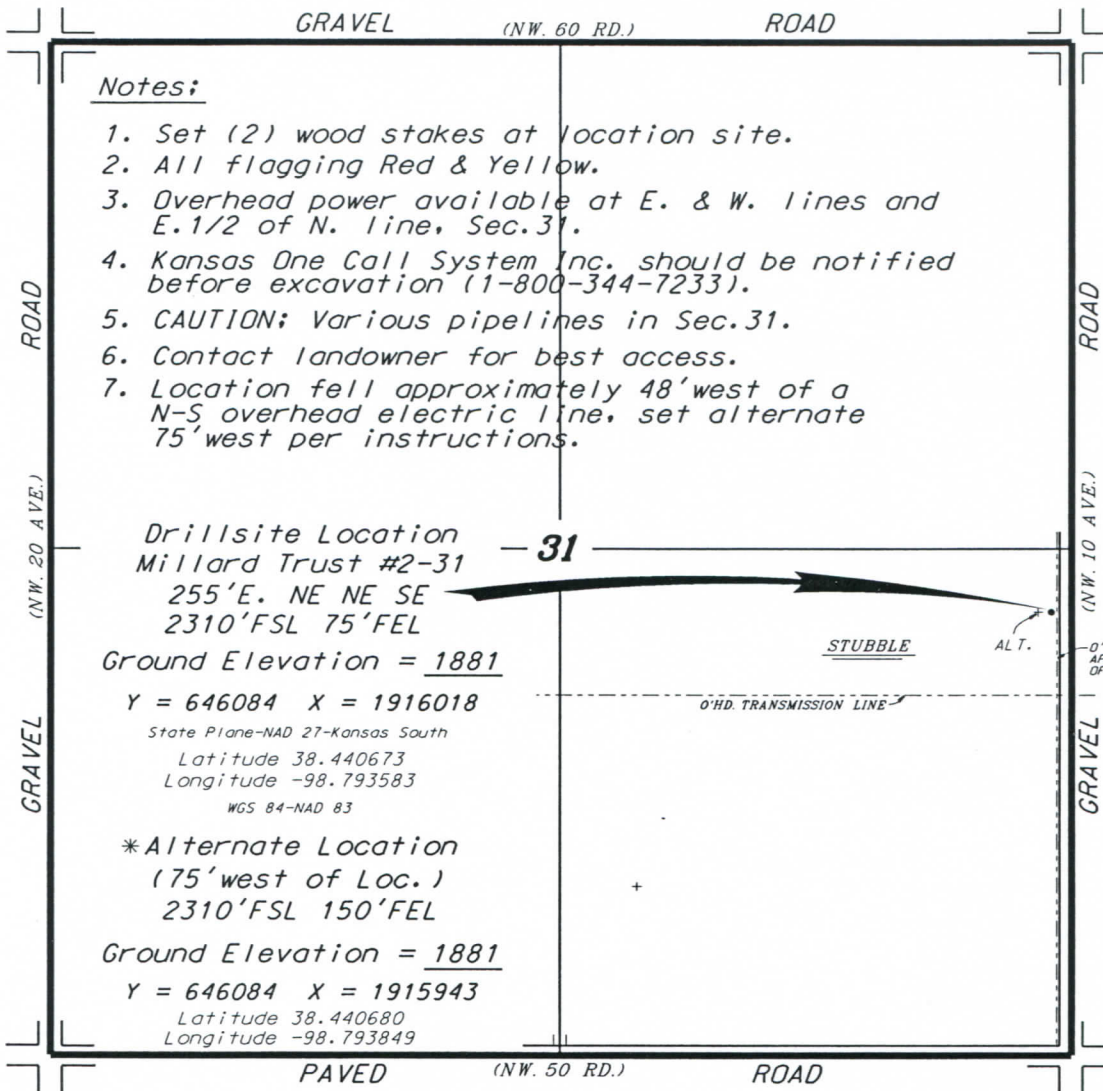 GRAVEL (NW. 60 RD.) ROAD
Notes:
1. Set (2) wood stakes at location site.
2. All flagging Red & Yellow.
3. Overhead power available at E. & W. lines and
E.1/2 of N. line, Sec.31.
4. Kansas One Call System Inc. should be notified
before excavation (1-800-344-7233).
5. CAUTION: Various pipelines in Sec.31.
6. Contact landowner for best access.
7. Location fell approximately 48'west of a
N-S overhead electric line, set alternate
75'west per instructions.
ROAD
(NW. 20 AVE.)
GRAVEL
ROAD
(NW. 10 AVE.)
GRAVEL
Drillsite Location
Millard Trust #2-31
255'E. NE NE SE
2310'FSL 75'FEL
Ground Elevation = 1881
Y = 646084 X = 1916018
State Plane-NAD 27-Kansas South
Latitude 38.440673
Longitude -98.793583
WGS 84-NAD 83
*Alternate Location
(75'west of Loc.)
2310'FSL 150'FEL
Ground Elevation = 1881
Y = 646084 X = 1915943
Latitude 38.440680
Longitude -98.793849
31
STUBBLE
ALT.
O'HD. TRANSMISSION LINE
PAVED (NW. 50 RD.) ROAD